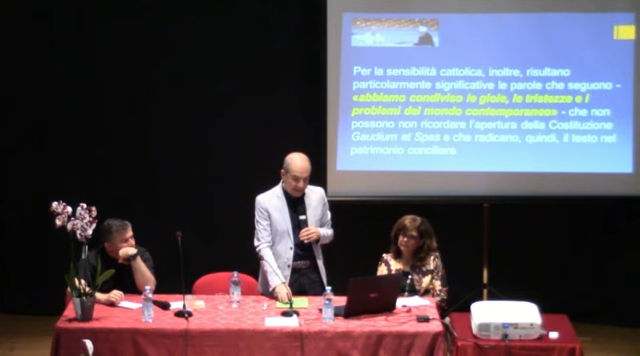 Per la sensibilità cattolica, inoltre, risultano
particolarmente significative le parole che seguono -
«abbiamo condiviso le gioie, le tristezze e i
problemi del mondo contemporaneo» - che non
possono non ricordare l'apertura della Costituzione
Gaudium et Spes e che radicano, quindi, il testo nel
patrimonio conciliare.